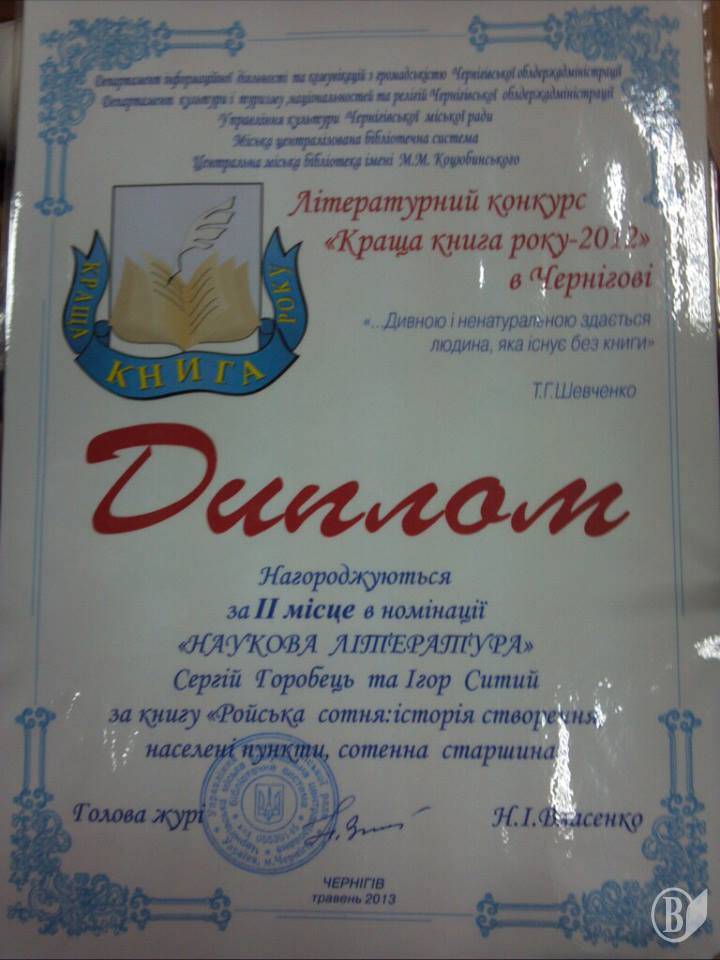 Департамент інформаційної діяльності та комунікацій з громадськістю Чернігівської облдержадміністрації
Департамент культури і туризму, національностей та релігій Чернігівської облдержадміністрації
Управління культури Чернігівської міської ради
Міська централізована бібліотечна система
Центральна міська бібліотека імені М.М. Коцюбинського
Літературний конкурс
«Краща книга року-2012»
в Чернігові
КРАЩА
КНИГА
РОКУ
«...Дивною і ненатуральною здається
людина, яка існує без книги»
Т.Г.Шевченко
Диплом
Нагороджуються
за ІІ місце в номінації
«НАУКОВА ЛІТЕРАТУРА»
Сергій Горобець та Ігор Ситий
за книгу «Ройська сотня:історія створення
населені пункти, сотенна старшина
Голова журі
Н.І.Власенко
ЧЕРНІГІВ
травень 2013
В